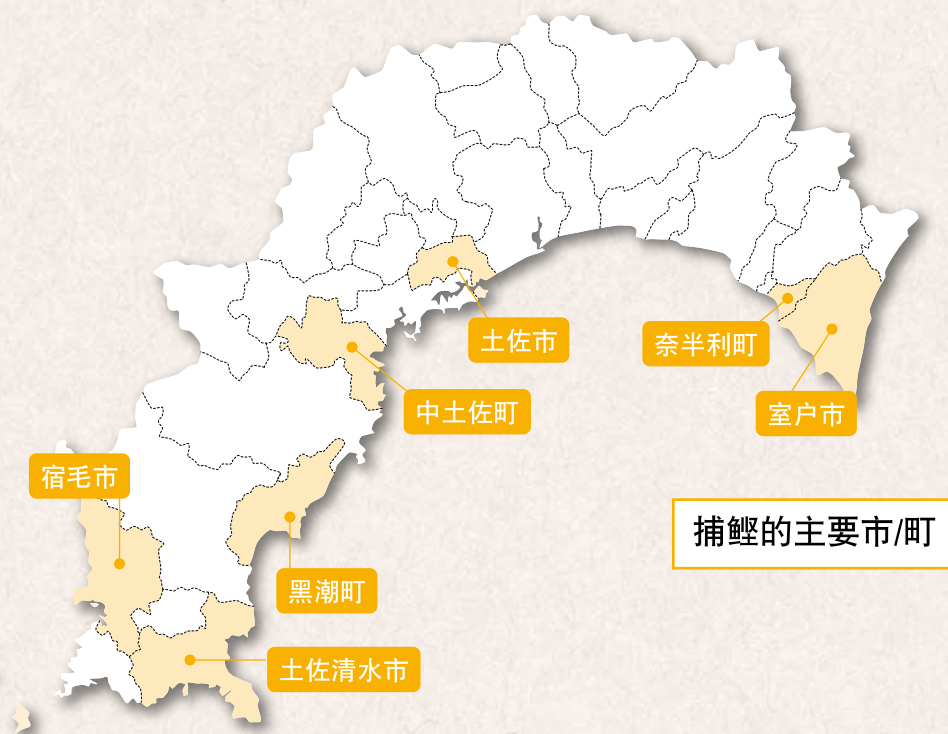 土佐市
奈半利町
中土佐町
室户市
宿毛市
捕鲣的主要市/町
黑潮町
土佐清水市